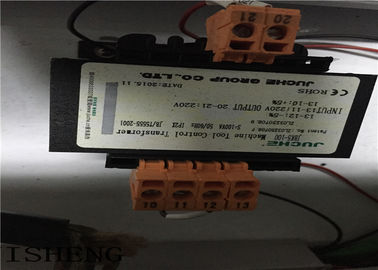 20 21
JUCHE GROUP CO.,LTD.
ROHS DATE:2015.11
INPUT:13-11:220V OUTPUT 20-21:220V
13-12:-5% 13-10:+5%
Machine Tool Control Transformer JBK5-100
S-100VA 50/60Hz IP2X JB/T5555-2001
10 11 12 13
ISHENG